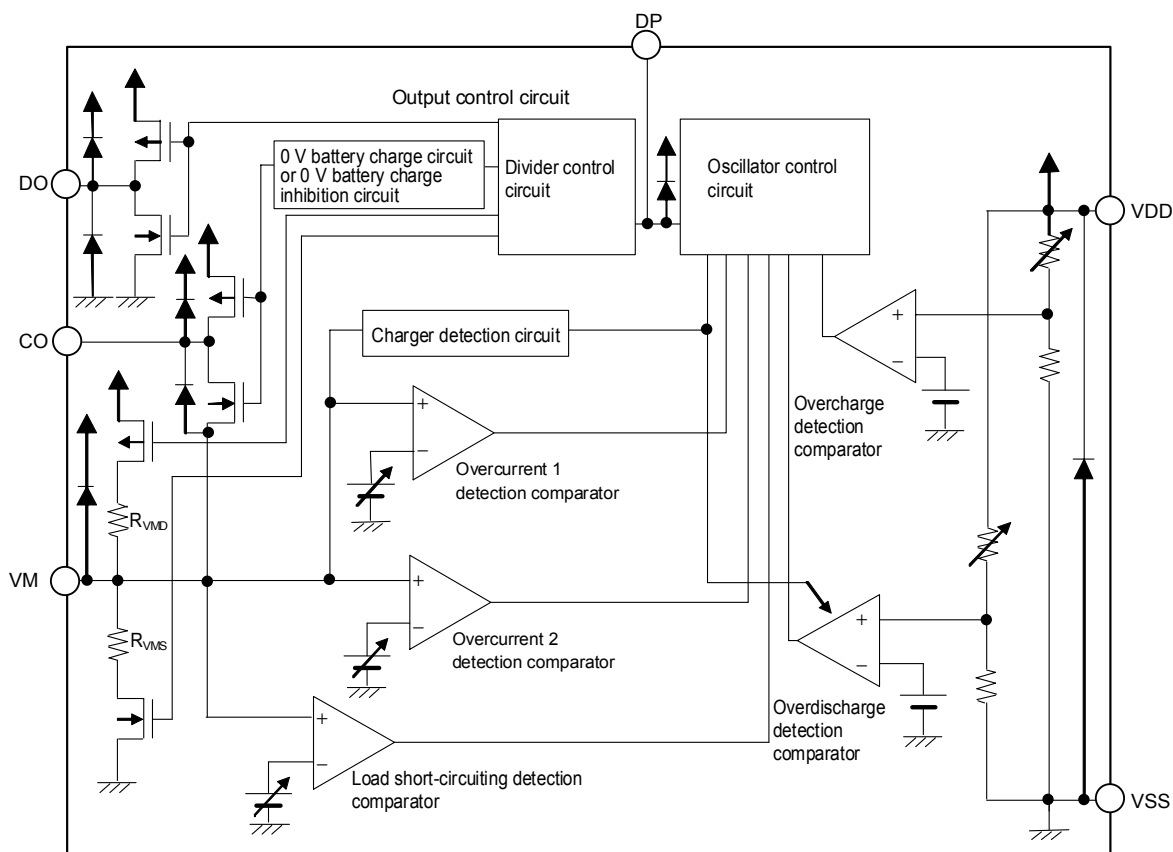 DP
Output control circuit
DO
0 V battery charge circuit
or 0 V battery charge
inhibition circuit
Divider control
circuit
Oscillator control
circuit
VDD
CO
Charger detection circuit
+
−
Overcharge
detection
comparator
+
−
Overcurrent 1
detection comparator
RVMD
VM
+
−
Overcurrent 2
detection comparator
RVMS
+
−
Overdischarge
detection
comparator
+
−
Load short-circuiting detection
comparator
VSS